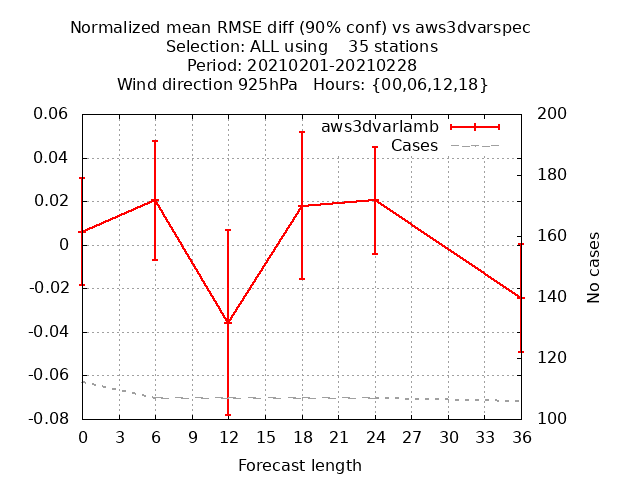 Normalized mean RMSE diff (90% conf) vs aws3dvarspec
Selection: ALL using    35 stations
Period: 20210201-20210228
Wind direction 925hPa   Hours: {00,06,12,18}
aws3dvarlamb
Cases
0.06
0.04
0.02
0
-0.02
-0.04
-0.06
-0.08
200
180
160
140
120
100
No cases
0 3 6 9 12 15 18 21 24 27 30 33 36
Forecast length